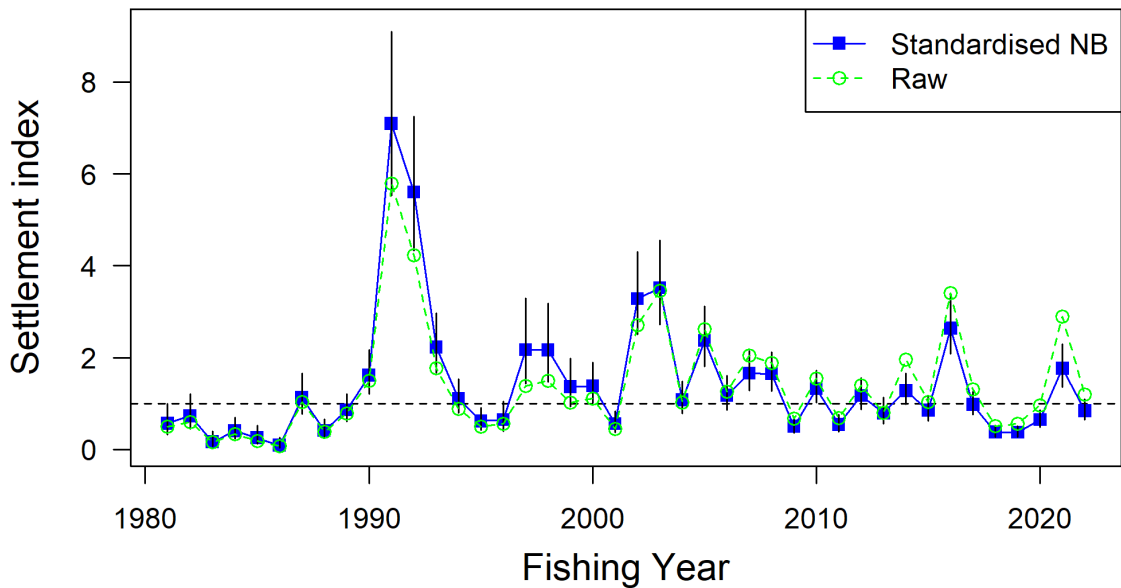 Standardised NB
Raw
Settlement index
8
6
4
2
0
1980 1990 2000 2010 2020
Fishing Year